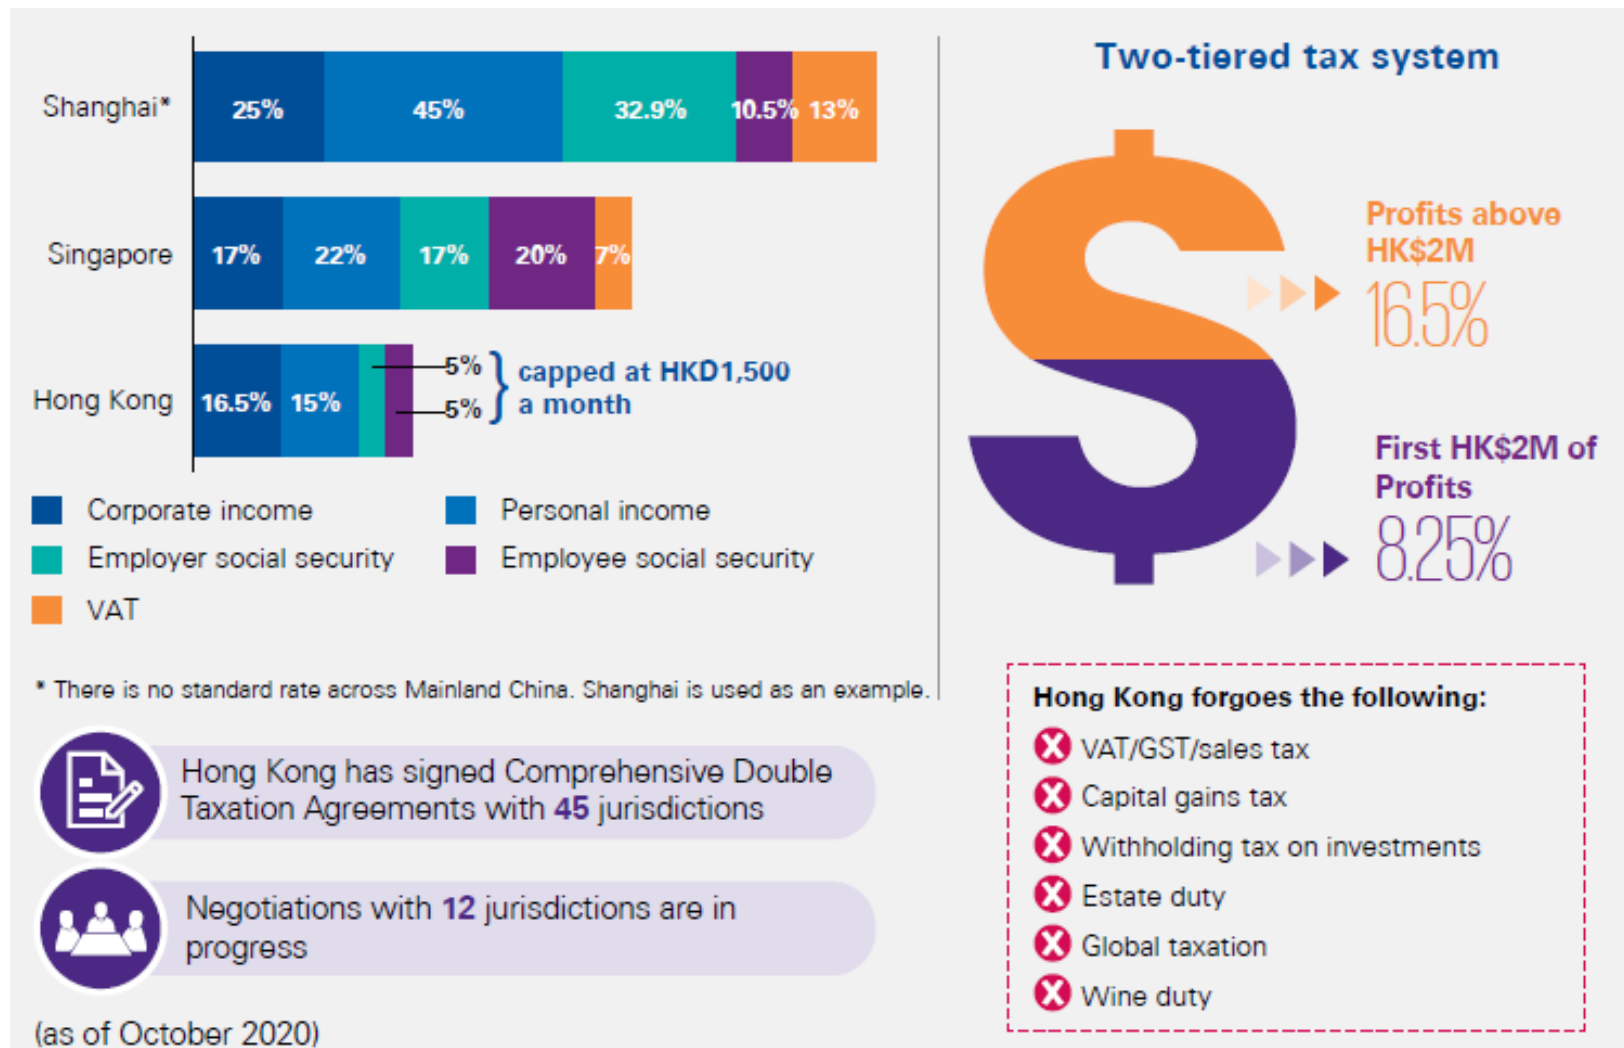 Shanghai*
25%
45%
32.9%
10.5%
13%
Singapore
17%
22%
17%
20%
7%
Hong Kong
16.5%
15%
5%
5%
capped at HKD1,500
a month
Corporate income
Personal income
Employer social security
Employee social security
VAT
* There is no standard rate across Mainland China. Shanghai is used as an example.
Hong Kong has signed Comprehensive Double
Taxation Agreements with 45 jurisdictions
Negotiations with 12 jurisdictions are in
progress
(as of October 2020)
Two-tiered tax system
$
Profits above
HK$2M
16.5%
First HK$2M of
Profits
8.25%
Hong Kong forgoes the following:
VAT/GST/sales tax
Capital gains tax
Withholding tax on investments
Estate duty
Global taxation
Wine duty